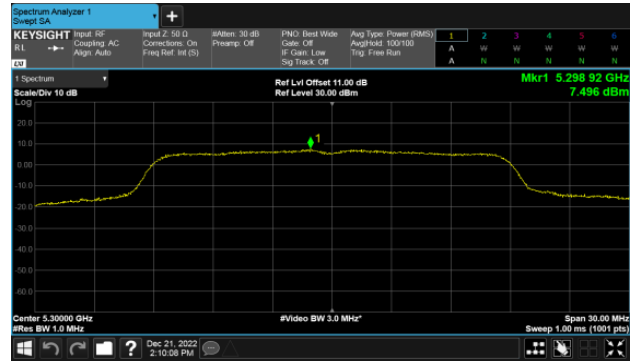 Spectrum Analyzer 1
Swept SA
KEYSIGHT
RL
LXI
Input: RF
Coupling: AC
Align: Auto
Input Z: 50 Ω
Corrections: On
Freq Ref: Int (S)
#Atten: 30 dB
Preamp: Off
PNO: Best Wide
Gate: Off
IF Gain: Low
Sig Track: Off
Avg Type: Power (RMS)
Avg|Hold: 100/100
Trig: Free Run
1 2 3 4 5 6
A W W W W W
A N N N N N
1 Spectrum
Scale/Div 10 dB
Log
Ref Lvl Offset 11.00 dB
Ref Level 30.00 dBm
Mkr1 5.298 92 GHz
7.496 dBm
1
20.0
10.0
0.00
-10.0
-20.0
-30.0
-40.0
-50.0
-60.0
Center 5.30000 GHz
#Res BW 1.0 MHz
#Video BW 3.0 MHz*
Span 30.00 MHz
Sweep 1.00 ms (1001 pts)
Dec 21, 2022
2:10:08 PM